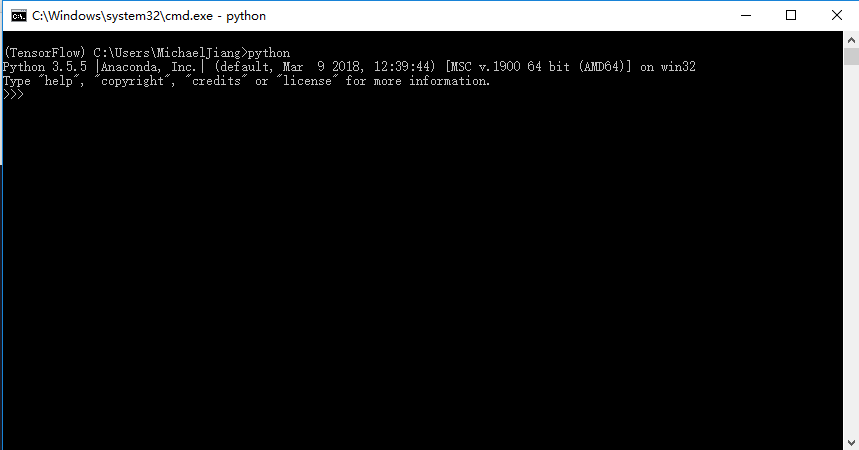 C:\Windows\system32\cmd.exe - python
(TensorFlow) C:\Users\MichaelJiang>python
Python 3.5.5 |Anaconda, Inc.| (default, Mar  9 2018, 12:39:44) [MSC v.1900 64 bit (AMD64)] on win32
Type "help", "copyright", "credits" or "license" for more information.
>>>